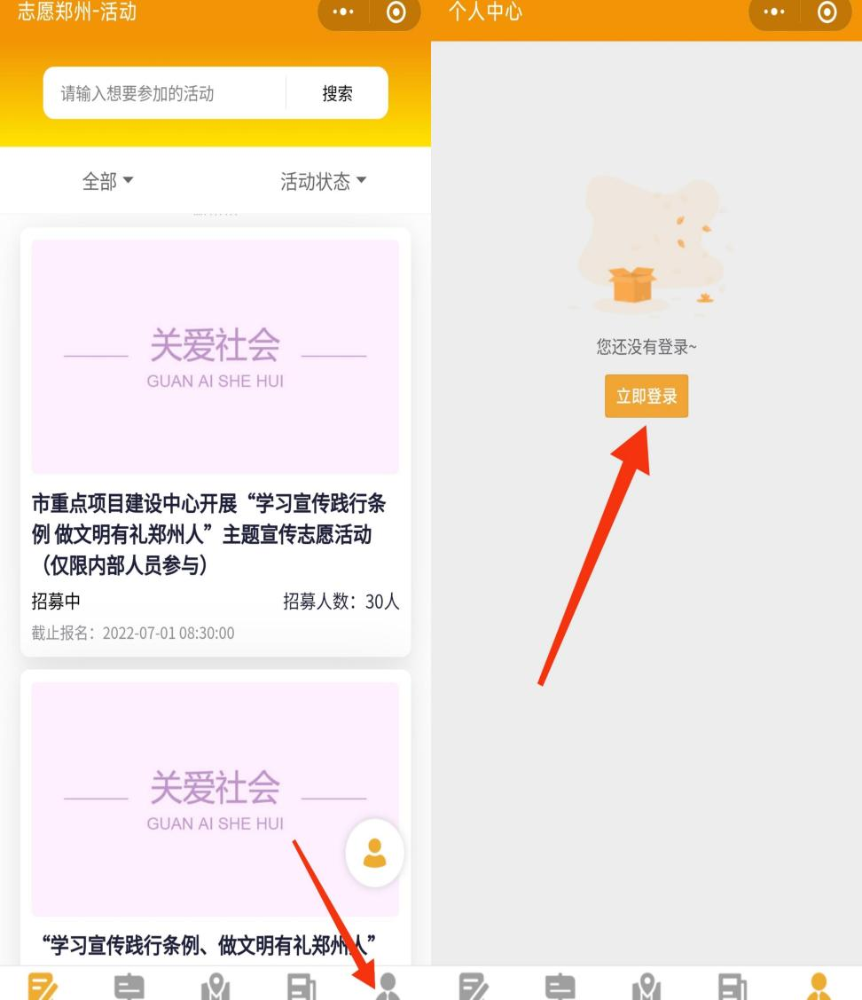 志愿郑州-活动
请输入想要参加的活动
搜索
全部
活动状态
关爱社会
GUAN AI SHE HUI
市重点项目建设中心开展“学习宣传践行条
例 做文明有礼郑州人”主题宣传志愿活动
（仅限内部人员参与）
招募中
招募人数：30人
截止报名：2022-07-01 08:30:00
关爱社会
GUAN AI SHE HUI
“学习宣传践行条例、做文明有礼郑州人”
个人中心
您还没有登录~
立即登录